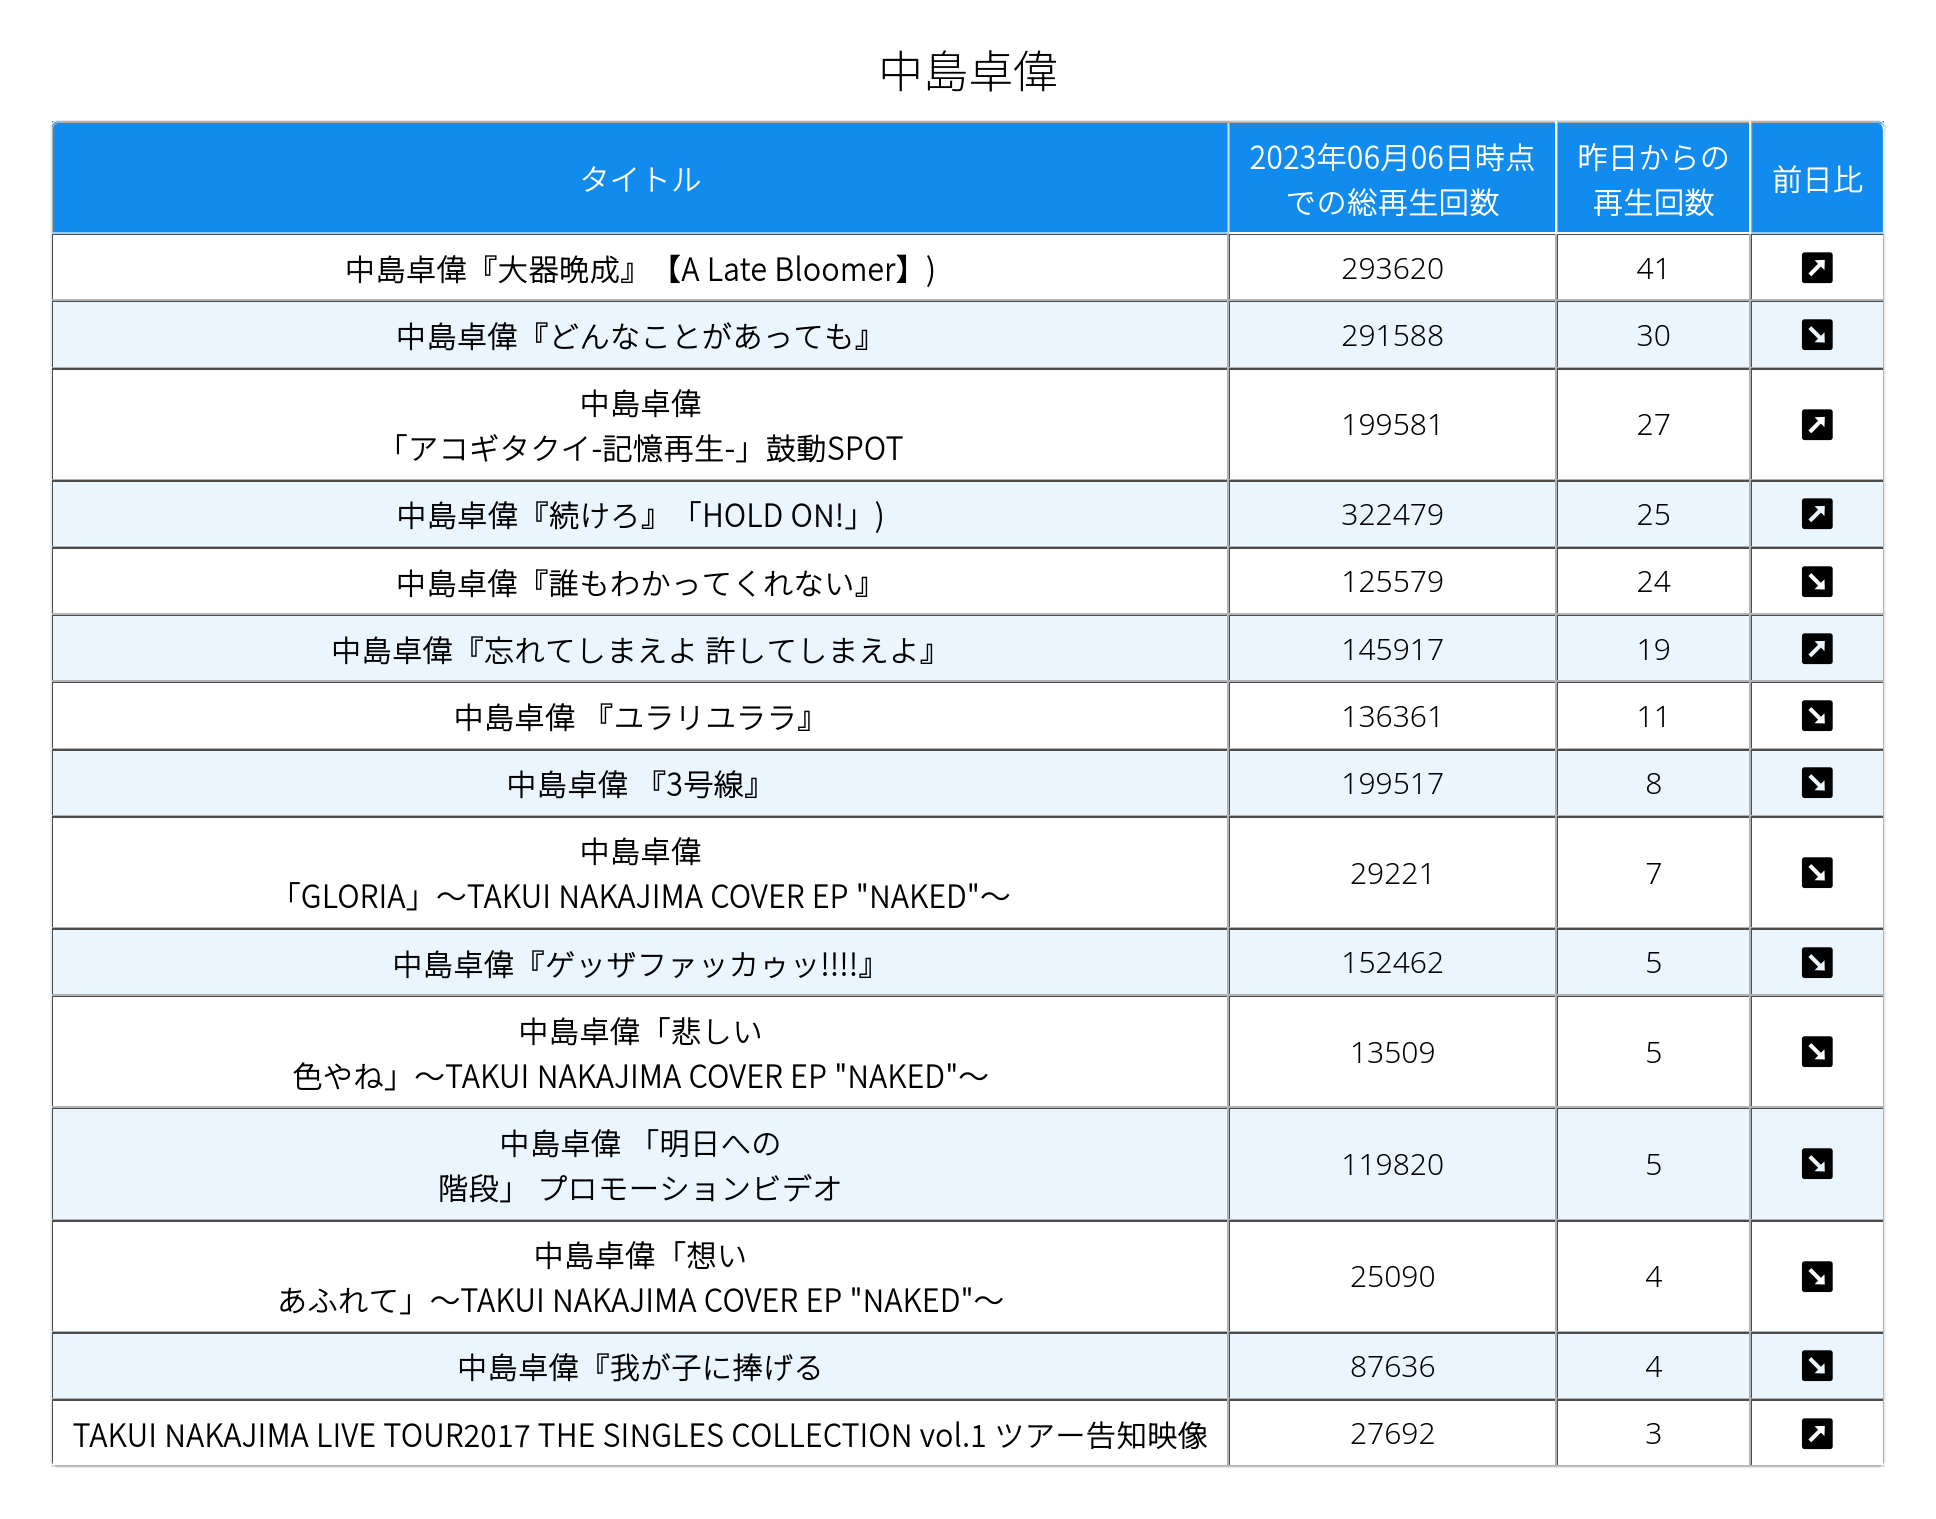 中島卓偉
タイトル
2023年06月06日時点
での総再生回数
昨日からの
再生回数
前日比
中島卓偉『大器晩成』【A Late Bloomer】)
293620
41
中島卓偉『どんなことがあっても』
291588
30
中島卓偉
「アコギタクイ-記憶再生-」鼓動SPOT
199581
27
中島卓偉『続けろ』「HOLD ON!」)
322479
25
中島卓偉『誰もわかってくれない』
125579
24
中島卓偉『忘れてしまえよ 許してしまえよ』
145917
19
中島卓偉 『ユラリユララ』
136361
11
中島卓偉 『3号線』
199517
8
中島卓偉
「GLORIA」～TAKUI NAKAJIMA COVER EP "NAKED"～
29221
7
中島卓偉『ゲッザファッカゥッ!!!!』
152462
5
中島卓偉「悲しい
色やね」～TAKUI NAKAJIMA COVER EP "NAKED"～
13509
5
中島卓偉 「明日への
階段」 プロモーションビデオ
119820
5
中島卓偉「想い
あふれて」～TAKUI NAKAJIMA COVER EP "NAKED"～
25090
4
中島卓偉『我が子に捧げる
87636
4
TAKUI NAKAJIMA LIVE TOUR2017 THE SINGLES COLLECTION vol.1 ツアー告知映像
27692
3